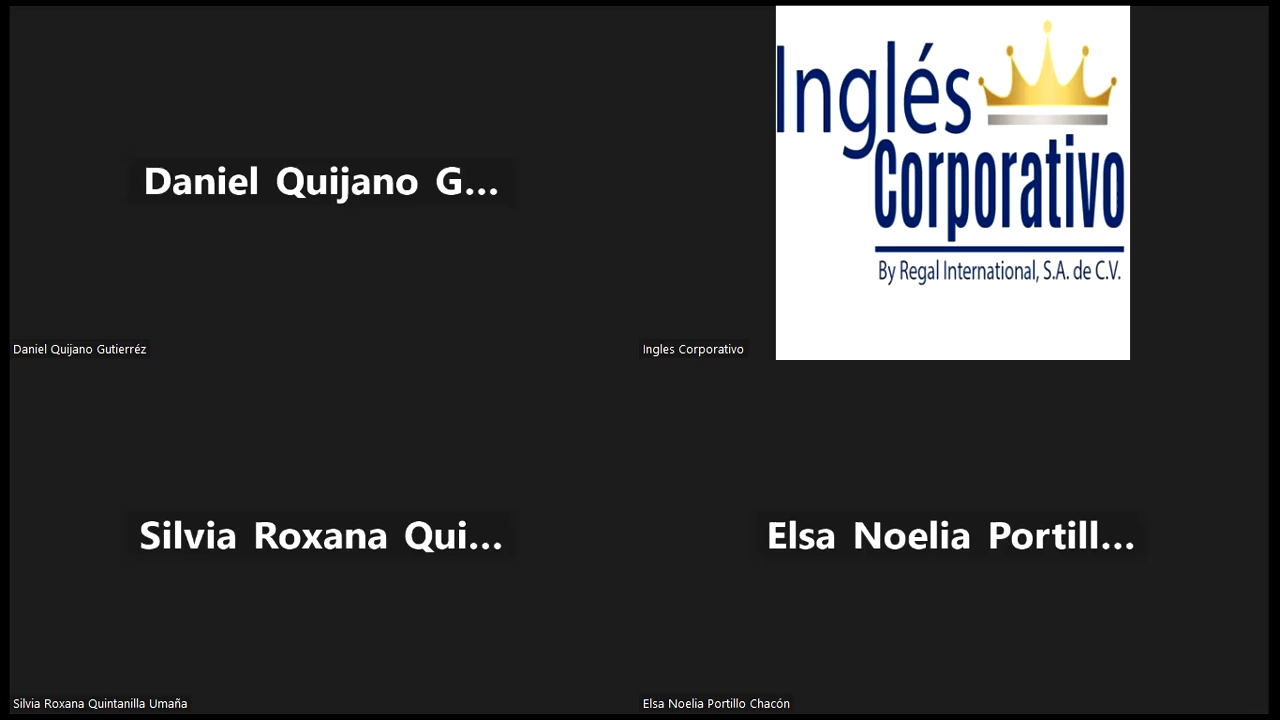 Daniel Quijano G...
Daniel Quijano Gutierréz
Inglés
Corporativo
By Regal International, S.A. de C.V.
Ingles Corporativo
Silvia Roxana Qui...
Silvia Roxana Quintanilla Umaña
Elsa Noelia Portill...
Elsa Noelia Portillo Chacón